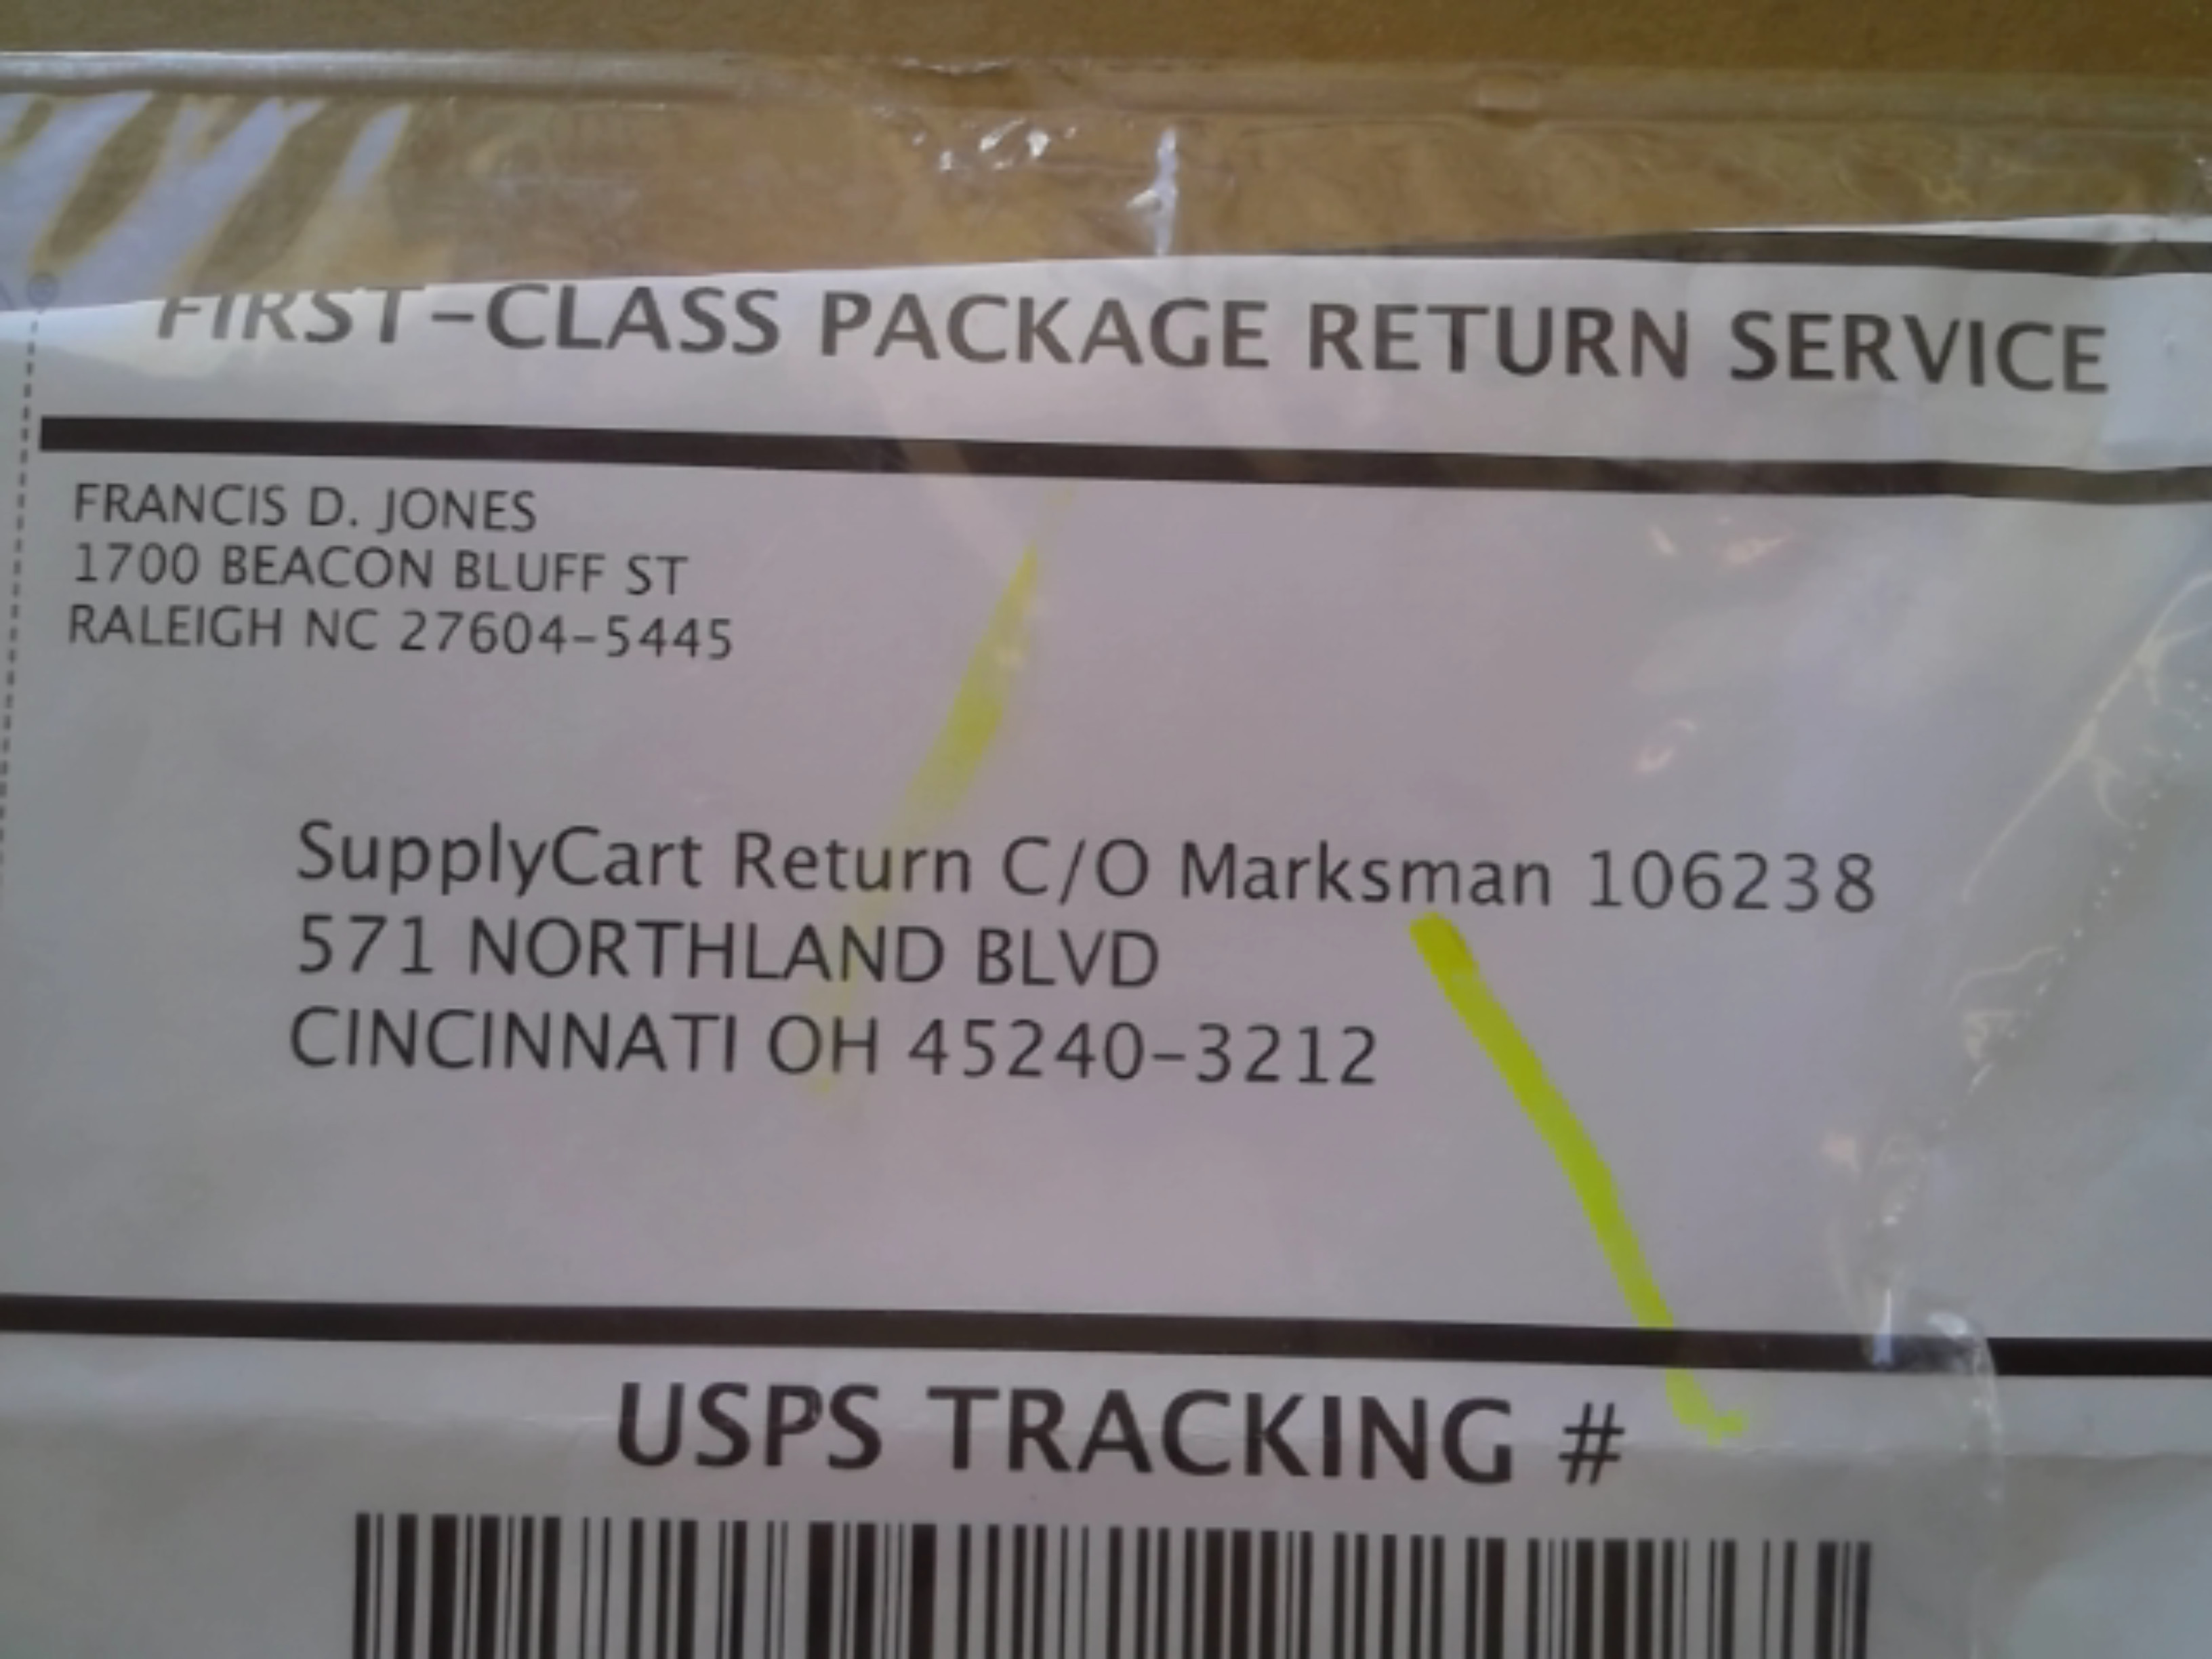 FIRST-CLASS PACKAGE RETURN SERVICE
FRANCIS D. JONES
1700 BEACON BLUFF ST
RALEIGH NC 27604-5445
SupplyCart Return C/O Marksman 106238
571 NORTHLAND BLVD
CINCINNATI OH 45240-3212
USPS TRACKING #